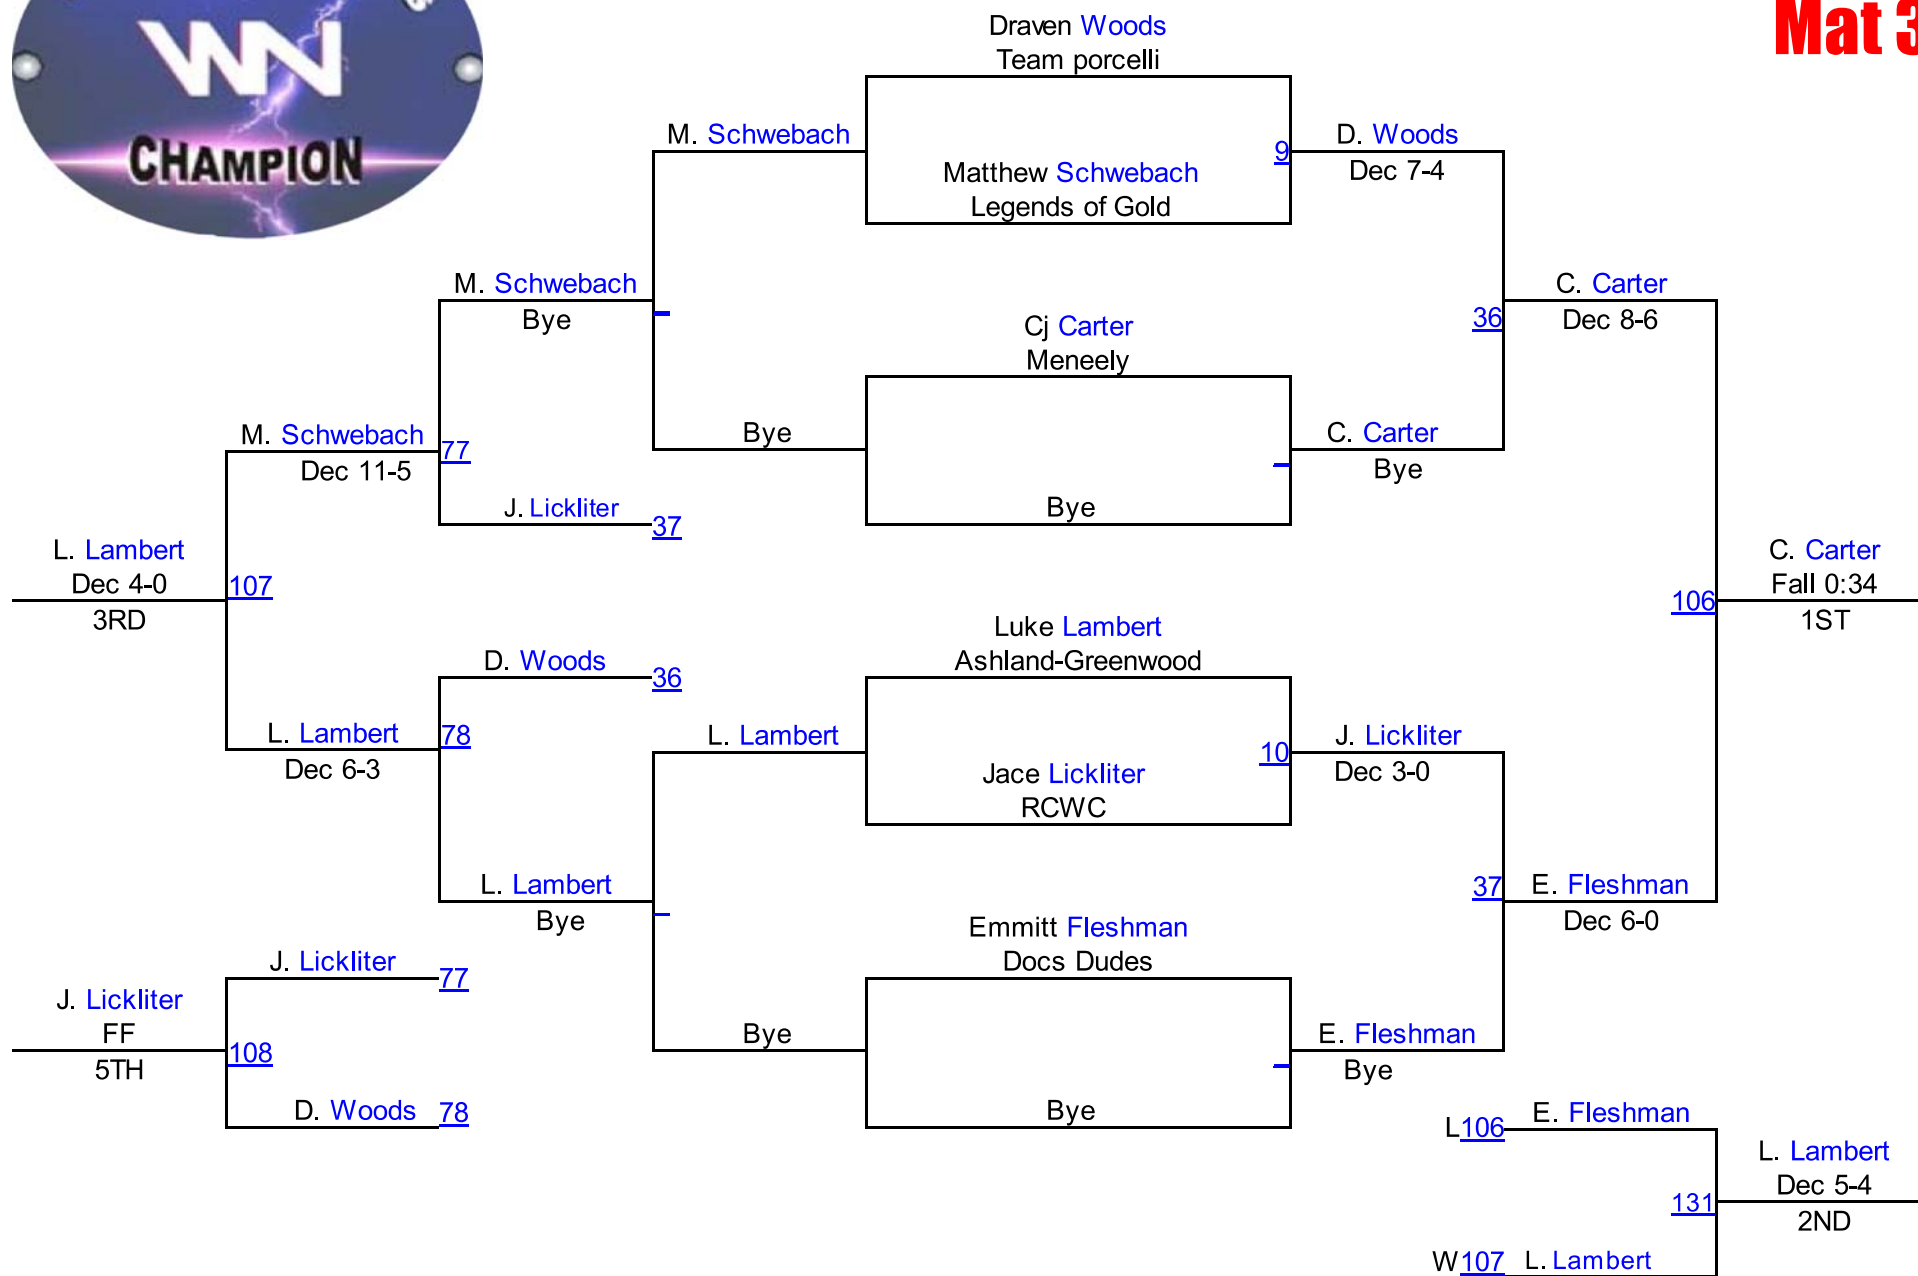 WN
CHAMPION
Draven Woods
Team porcelli
M. Schwebach
9
D. Woods
Dec 7-4
Matthew Schwebach
Legends of Gold
M. Schwebach
Bye
Cj Carter
Meneely
36
C. Carter
Dec 8-6
M. Schwebach
Dec 11-5
77
Bye
C. Carter
Bye
J. Lickliter
37
Bye
L. Lambert
Dec 4-0
3RD
107
106
C. Carter
Fall 0:34
1ST
D. Woods
36
Luke Lambert
Ashland-Greenwood
L. Lambert
Dec 6-3
78
L. Lambert
10
J. Lickliter
Dec 3-0
Jace Lickliter
RCWC
L. Lambert
Bye
Emmitt Fleshman
Docs Dudes
37
E. Fleshman
Dec 6-0
J. Lickliter
77
J. Lickliter
FF
5TH
108
Bye
E. Fleshman
Bye
D. Woods
78
Bye
L106
E. Fleshman
131
L. Lambert
Dec 5-4
2ND
W107
L. Lambert
Mat 3